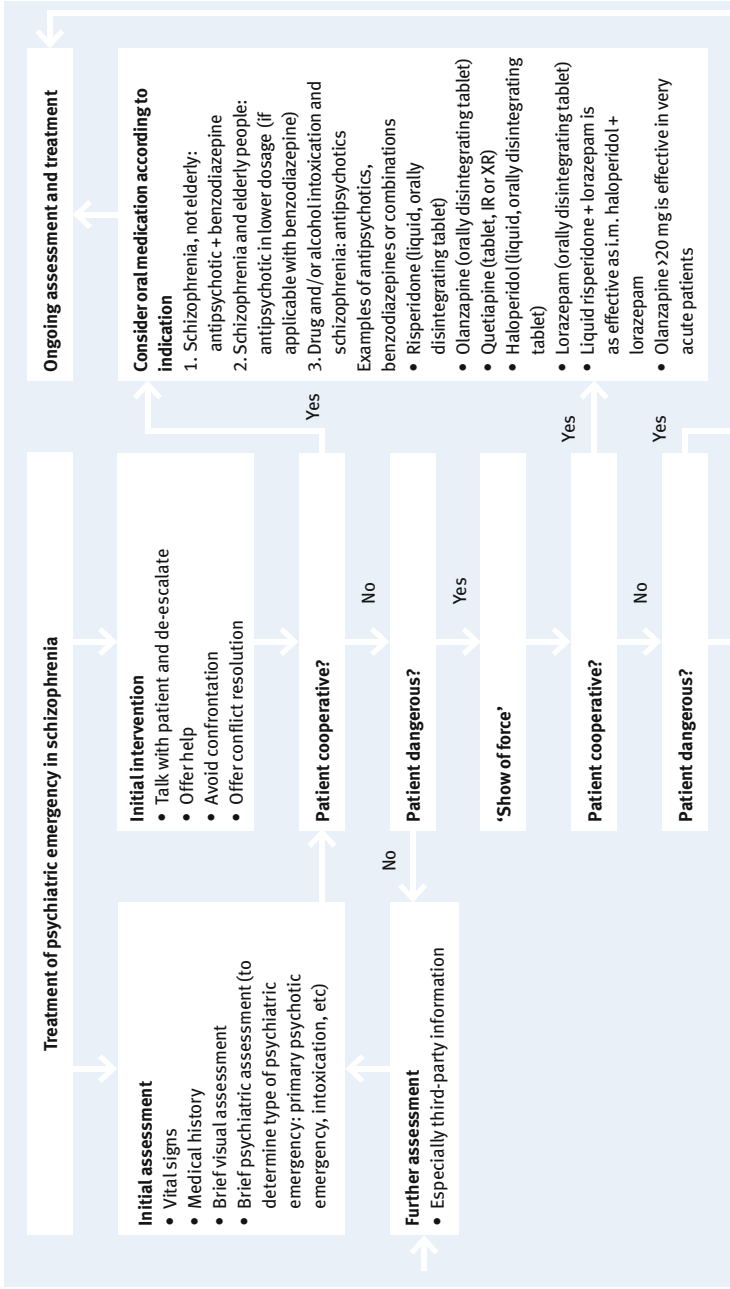 Treatment of psychiatric emergency in schizophrenia
Ongoing assessment and treatment
Initial assessment
• Vital signs
• Medical history
• Brief visual assessment
• Brief psychiatric assessment (to
determine type of psychiatric
emergency: primary psychotic
emergency, intoxication, etc)
Initial intervention
• Talk with patient and de-escalate
• Offer help
• Avoid confrontation
• Offer conflict resolution
Consider oral medication according to
indication
1. Schizophrenia, not elderly:
antipsychotic + benzodiazepine
2. Schizophrenia and elderly people:
antipsychotic in lower dosage (if
applicable with benzodiazepine)
3. Drug and/or alcohol intoxication and
schizophrenia: antipsychotics
Examples of antipsychotics,
benzodiazepines or combinations
• Risperidone (liquid, orally
disintegrating tablet)
• Olanzapine (orally disintegrating tablet)
• Quetiapine (tablet, IR or XR)
• Haloperidol (liquid, orally disintegrating
tablet)
• Lorazepam (orally disintegrating tablet)
• Liquid risperidone + lorazepam is
as effective as i.m. haloperidol +
lorazepam
• Olanzapine >20 mg is effective in very
acute patients
Patient cooperative?
Yes
No
Patient dangerous?
No
Yes
Further assessment
• Especially third-party information
'Show of force'
Patient cooperative?
Yes
No
Patient dangerous?
Yes